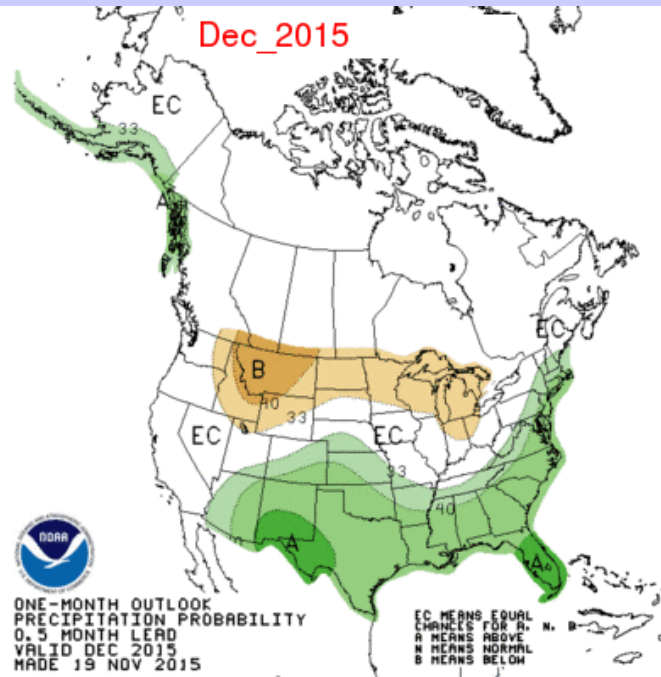 Dec_2015
EC
33
A
EC
B
40
33
EC
EC
33
40
A
A
NOAA
ONE-MONTH OUTLOOK
PRECIPITATION PROBABILITY
0.5 MONTH LEAD
VALID DEC 2015
MADE 19 NOV 2015
EC MEANS EQUAL
CHANCES FOR A, N, B
A MEANS ABOVE
N MEANS NORMAL
B MEANS BELOW